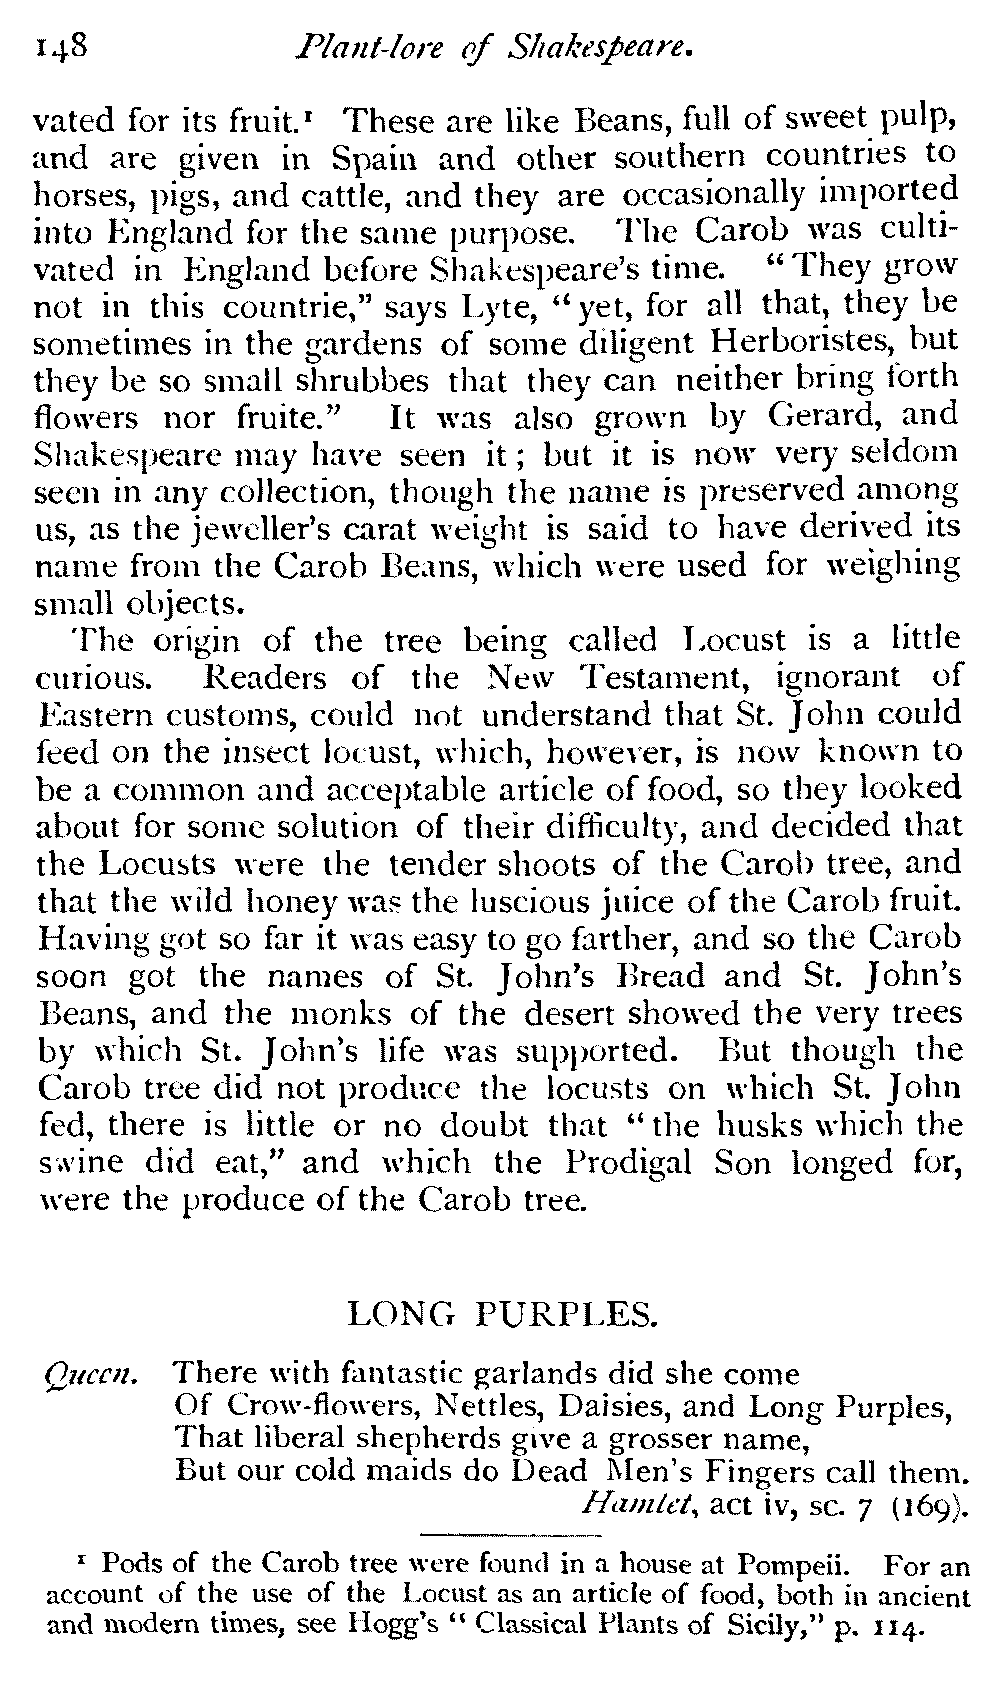 148 Plant-lore of Shakespeare.
vated for its fruit.¹ These are like Beans, full of sweet pulp,
and are given in Spain and other southern countries to
horses, pigs, and cattle, and they are occasionally imported
into England for the same purpose. The Carob was culti-
vated in England before Shakespeare's time. “They grow
not in this countrie,” says Lyte, “yet, for all that, they be
sometimes in the gardens of some diligent Herboristes, but
they be so small shrubbes that they can neither bring forth
flowers nor fruite.” It was also grown by Gerard, and
Shakespeare may have seen it; but it is now very seldom
seen in any collection, though the name is preserved among
us, as the jeweller's carat weight is said to have derived its
name from the Carob Beans, which were used for weighing
small objects.
The origin of the tree being called Locust is a little
curious. Readers of the New Testament, ignorant of
Eastern customs, could not understand that St. John could
feed on the insect locust, which, however, is now known to
be a common and acceptable article of food, so they looked
about for some solution of their difficulty, and decided that
the Locusts were the tender shoots of the Carob tree, and
that the wild honey was the luscious juice of the Carob fruit.
Having got so far it was easy to go farther, and so the Carob
soon got the names of St. John's Bread and St. John's
Beans, and the monks of the desert showed the very trees
by which St. John's life was supported. But though the
Carob tree did not produce the locusts on which St. John
fed, there is little or no doubt that “the husks which the
swine did eat,” and which the Prodigal Son longed for,
were the produce of the Carob tree.
LONG PURPLES.
Queen. There with fantastic garlands did she come
Of Crow-flowers, Nettles, Daisies, and Long Purples,
That liberal shepherds give a grosser name,
But our cold maids do Dead Men's Fingers call them.
Hamlet, act iv, sc. 7 (169).
¹ Pods of the Carob tree were found in a house at Pompeii. For an
account of the use of the Locust as an article of food, both in ancient
and modern times, see Hogg's “Classical Plants of Sicily,” p. 114.